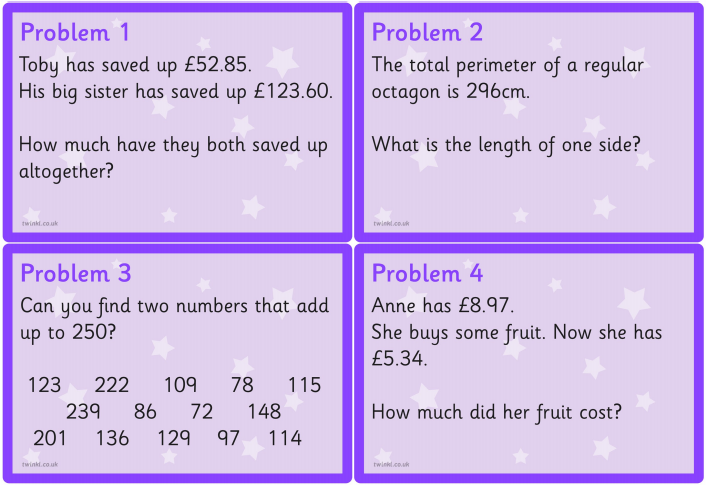 Problem 1
Toby has saved up £52.85.
His big sister has saved up £123.60.
How much have they both saved up
altogether?
twinkl.co.uk
Problem 2
The total perimeter of a regular
octagon is 296cm.
What is the length of one side?
twinkl.co.uk
Problem 3
Can you find two numbers that add
up to 250?
123 222 109 78 115
239 86 72 148
201 136 129 97 114
twinkl.co.uk
Problem 4
Anne has £8.97.
She buys some fruit. Now she has
£5.34.
How much did her fruit cost?
twinkl.co.uk